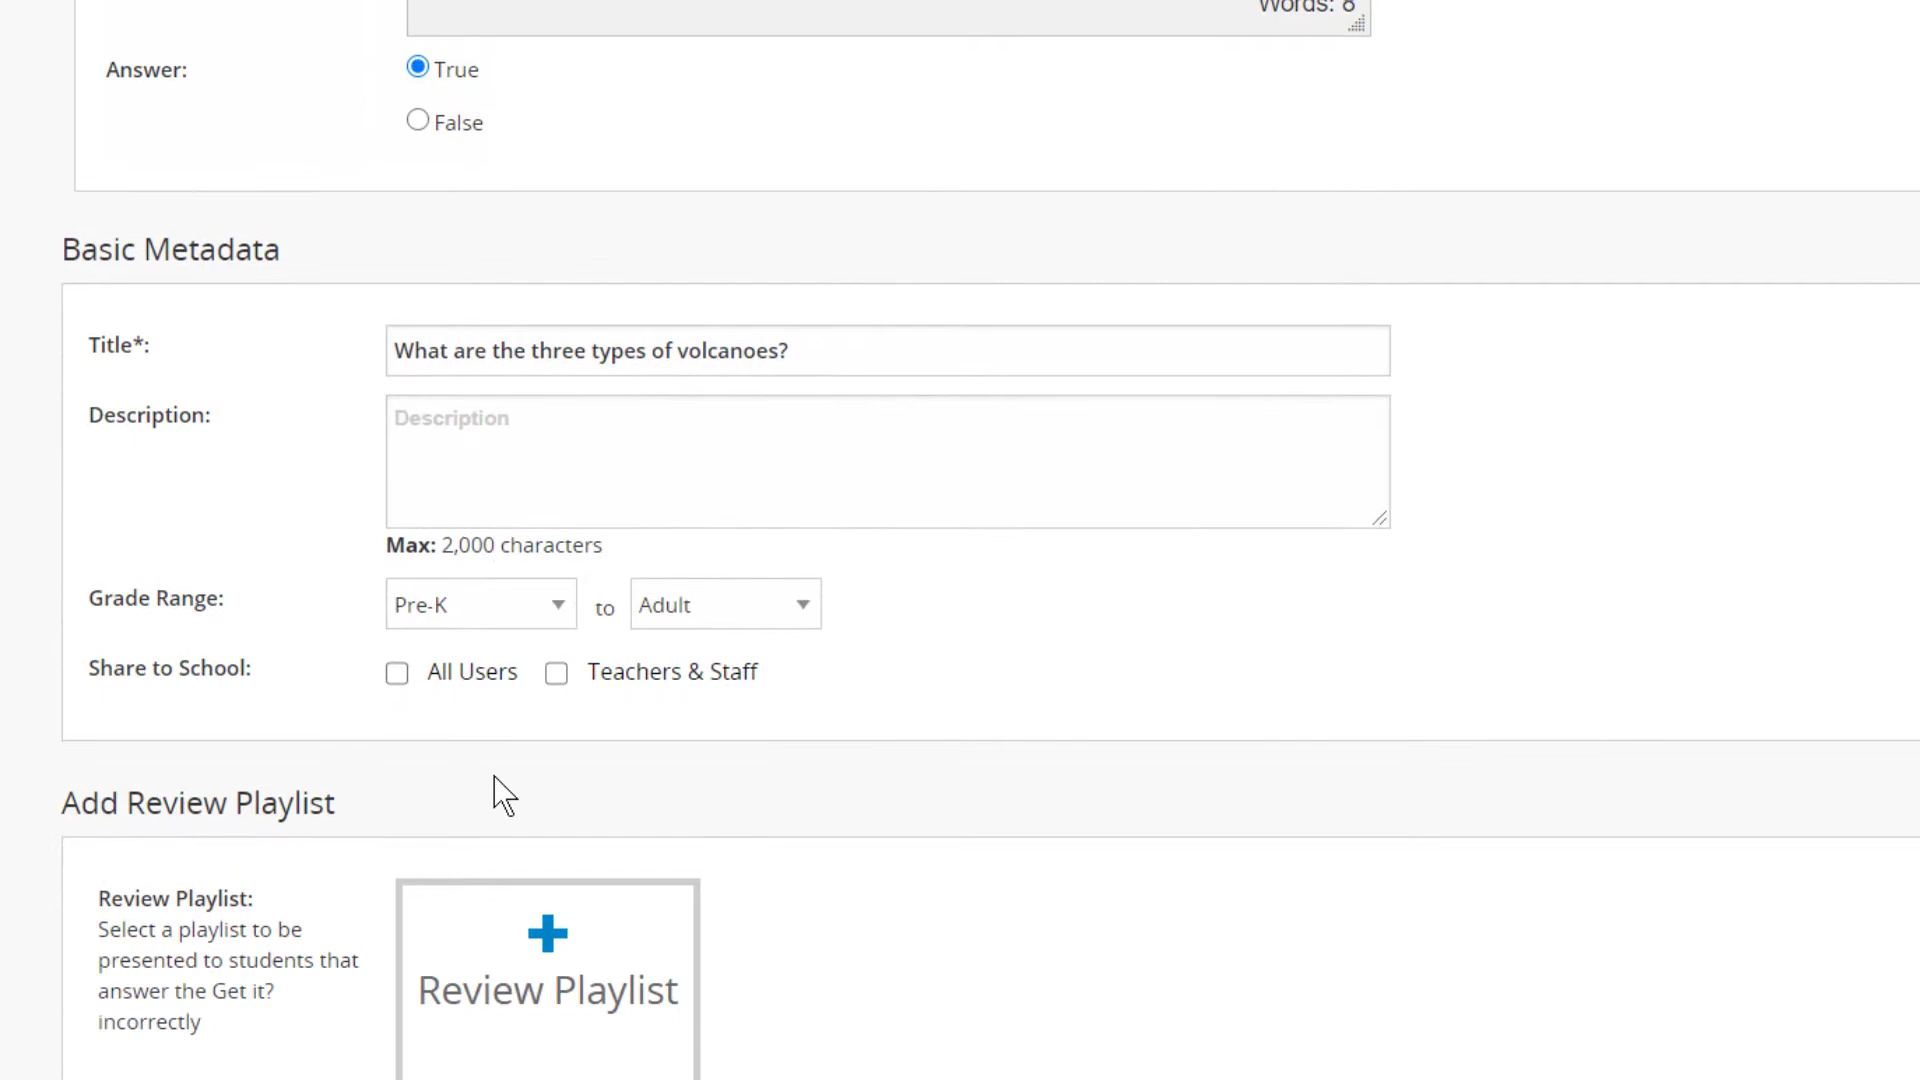 Words: 8
Answer:
True
False
Basic Metadata
Title*:
What are the three types of volcanoes?
Description:
Description
Max: 2,000 characters
Grade Range:
Pre-K to Adult
Share to School:
All Users Teachers & Staff
Add Review Playlist
Review Playlist:
Select a playlist to be
presented to students that
answer the Get it?
incorrectly
Review Playlist